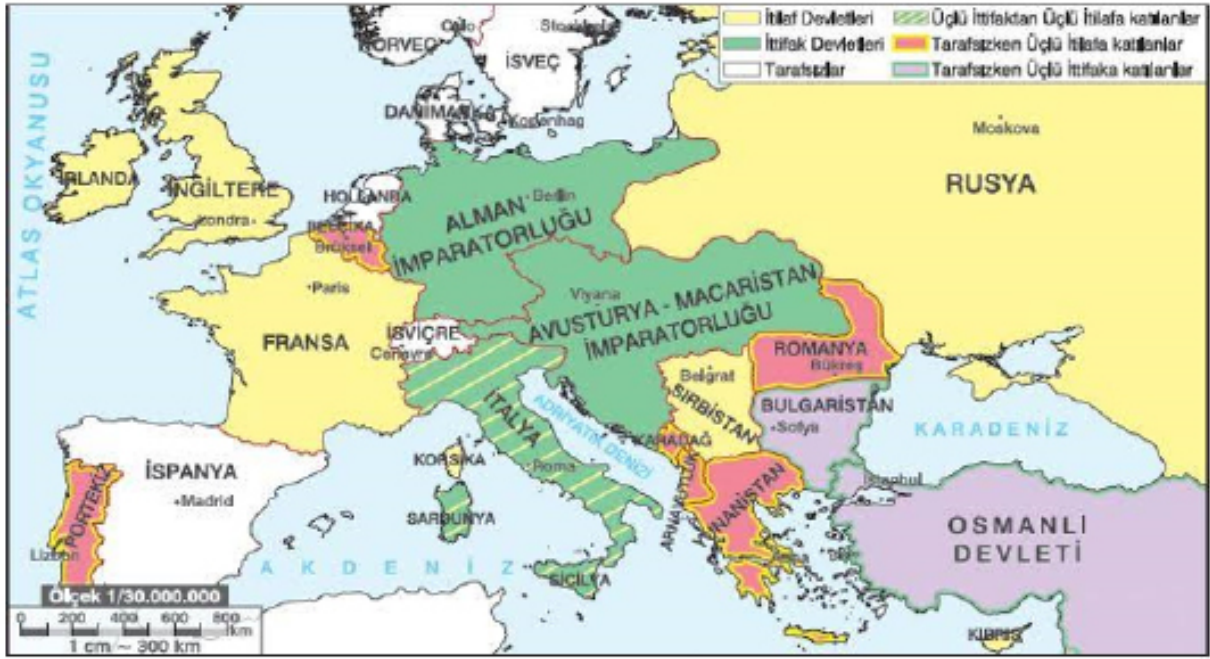 İtilaf Devletleri
İttifak Devletleri
Tarafsızlar
Üçlü İttifaktan Üçlü İtilafa katılanlar
Tarafsızken Üçlü İtilafa katılanlar
Tarafsızken Üçlü İttifaka katılanlar
NORVEÇ
İSVEÇ
Stockholm
ATLAS OKYANUSU
DANİMARKA
Kopenhag
Moskova
RUSYA
İRLANDA
İNGİLTERE
Londra
HOLLANDA
BELÇİKA
Brüksel
Berlin
ALMAN
İMPARATORLUĞU
Paris
FRANSA
İSVİÇRE
Cenevre
Viyana
AVUSTURYA - MACARİSTAN
İMPARATORLUĞU
ROMANYA
Bükreş
Belgrat
SIRBİSTAN
BULGARİSTAN
Sofya
KARADENİZ
İTALYA
ADRİYATİK DENİZİ
KARADAĞ
ARNAVUTLUK
YUNANİSTAN
KORSİKA
Roma
İSPANYA
Madrid
PORTEKİZ
Lizbon
SARDUNYA
SİCİLYA
AKDENİZ
İstanbul
OSMANLI
DEVLETİ
KIBRIS
Ölçek 1/30.000.000
0 200 400 600 800 km
1 cm ~ 300 km